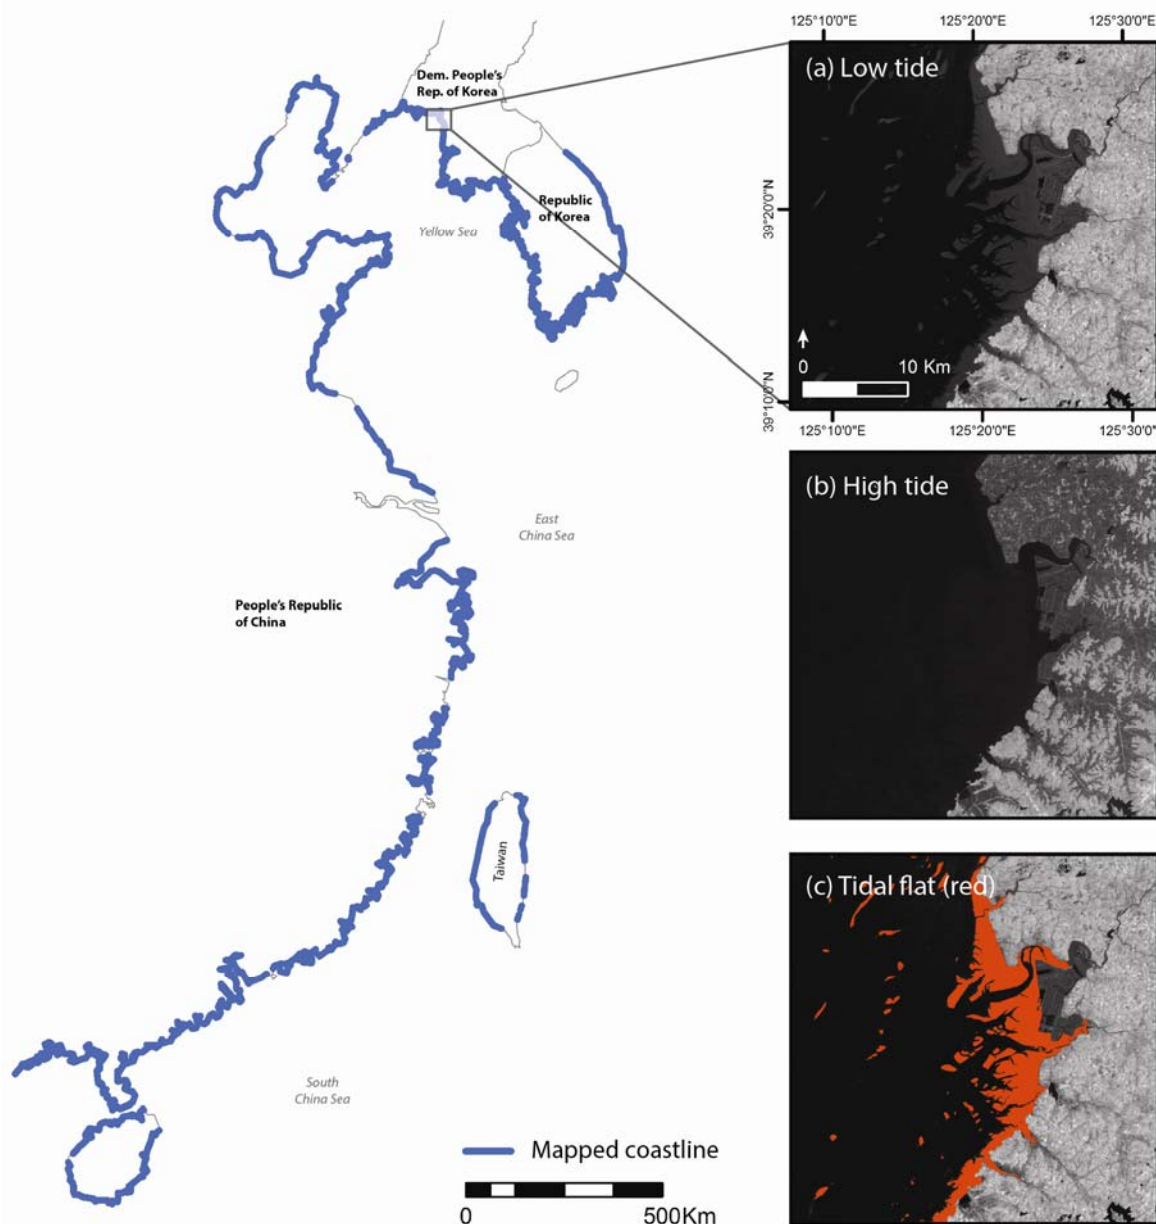 125°10'0"E 125°20'0"E 125°30'0"E
(a) Low tide
Dem. People's
Rep. of Korea
Republic
of Korea
Yellow Sea
39°20'0"N
0 10 Km
39°10'0"N
125°10'0"E 125°20'0"E 125°30'0"E
(b) High tide
East
China Sea
People's Republic
of China
Taiwan
(c) Tidal flat (red)
South
China Sea
Mapped coastline
0 500Km